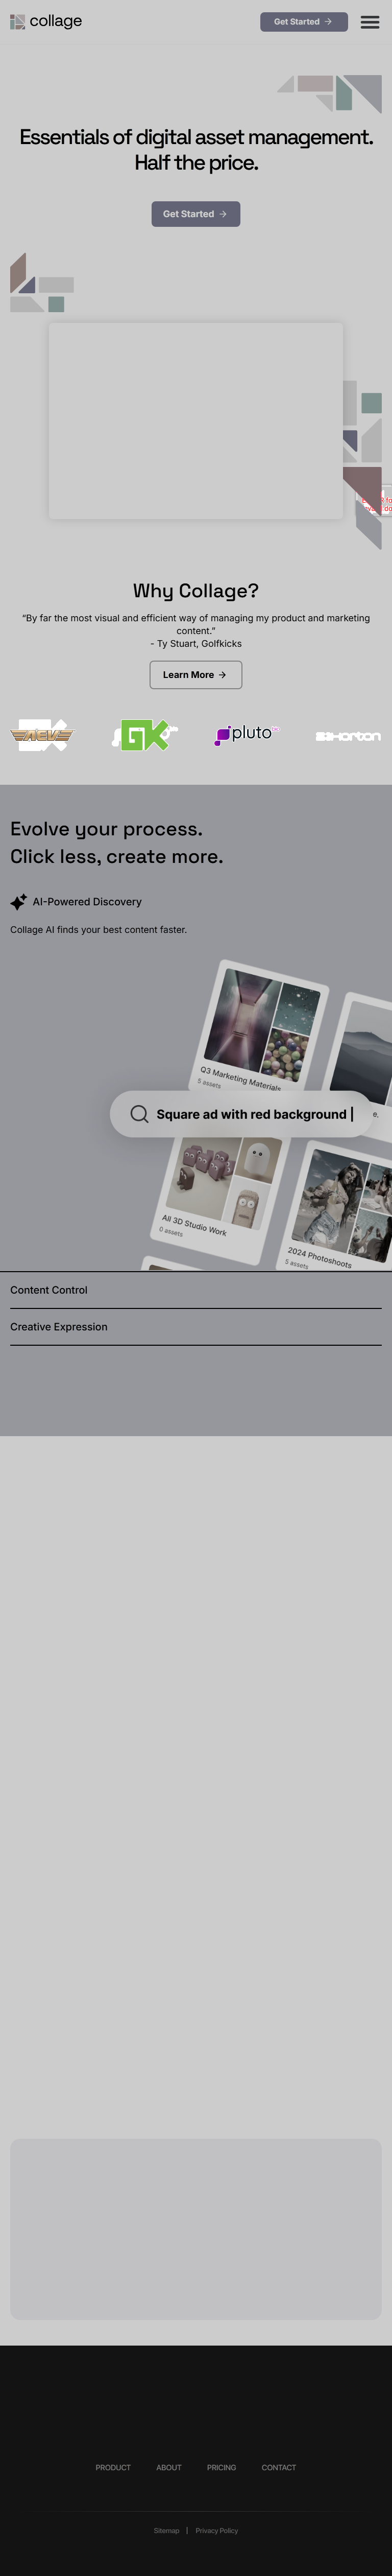 collage
Get Started
Essentials of digital asset management.
Half the price.
Get Started
Why Collage?
“By far the most visual and efficient way of managing my product and marketing
content.”
- Ty Stuart, Golfkicks
Learn More
GK
pluto
Horton
Evolve your process.
Click less, create more.
AI-Powered Discovery
Collage AI finds your best content faster.
Q3 Marketing Materials
5 assets
Square ad with red background
All 3D Studio Work
0 assets
2024 Photoshoots
5 assets
Content Control
Creative Expression
PRODUCT ABOUT PRICING CONTACT
Sitemap | Privacy Policy